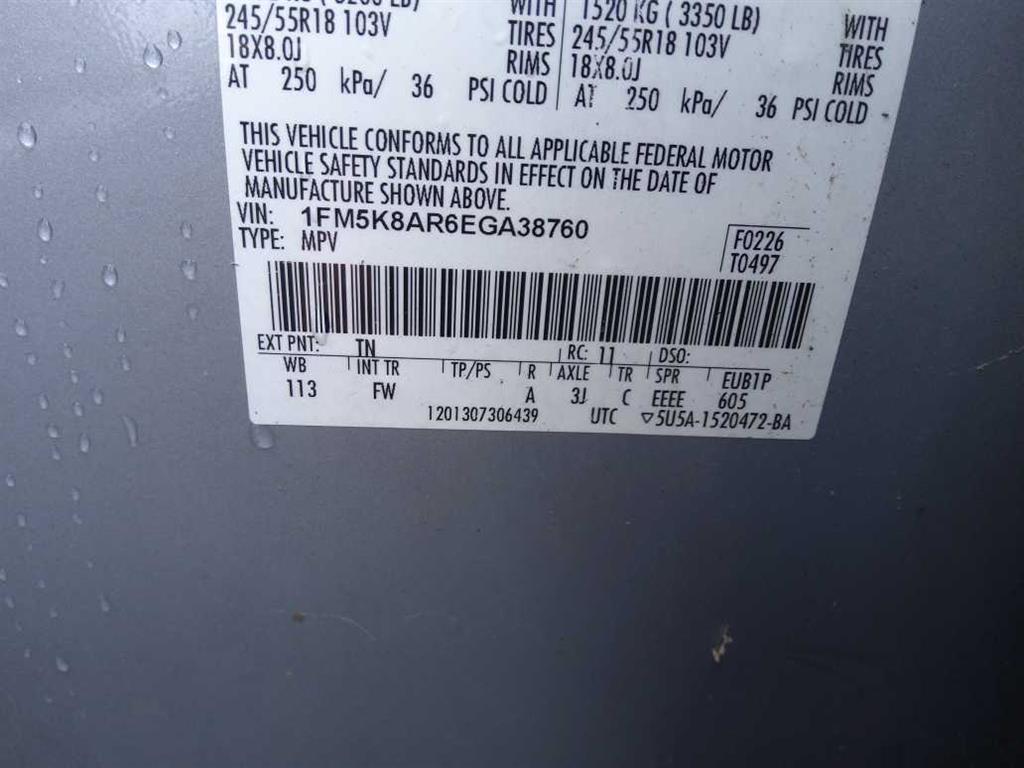 WITH 1520 KG ( 3350 LB) WITH
245/55R18 103V TIRES 245/55R18 103V TIRES
18X8.0J RIMS 18X8.0J RIMS
AT 250 kPa/ 36 PSI COLD AT 250 kPa/ 36 PSI COLD
THIS VEHICLE CONFORMS TO ALL APPLICABLE FEDERAL MOTOR
VEHICLE SAFETY STANDARDS IN EFFECT ON THE DATE OF
MANUFACTURE SHOWN ABOVE.
VIN: 1FM5K8AR6EGA38760
TYPE: MPV
F0226
T0497
EXT PNT: TN RC: 11 DSO:
WB INT TR TP/PS R AXLE TR SPR EUB1P
113 FW A 3J C EEEE 605
1201307306439 UTC ▽5U5A-1520472-BA